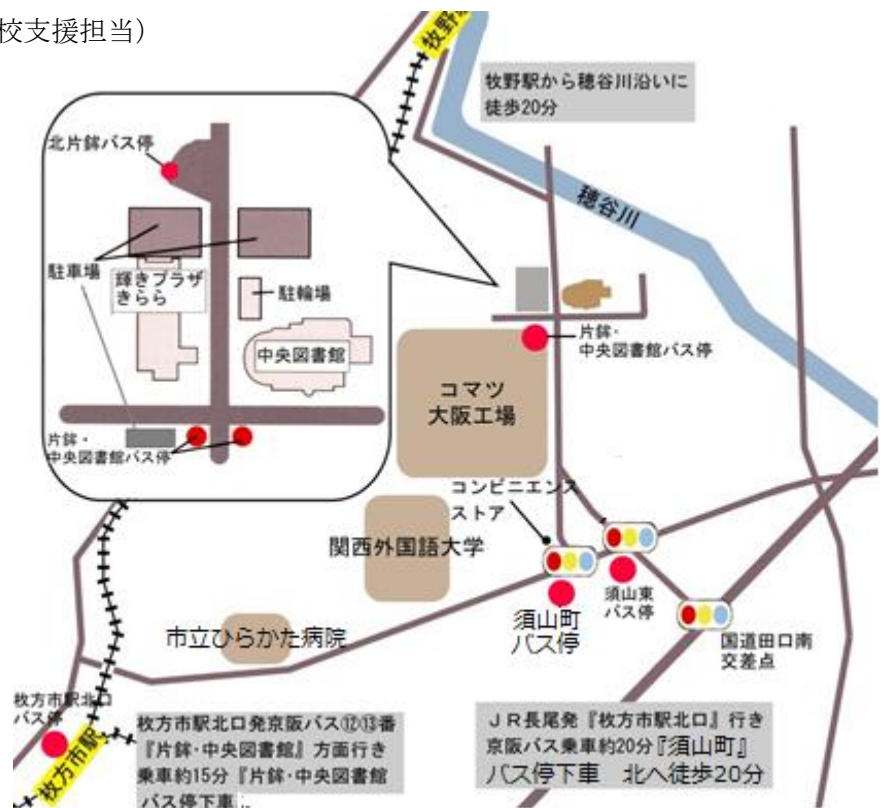 校支援担当）
牧野
牧野駅から穂谷川沿いに
徒歩20分
北片鉾バス停
穂谷川
駐車場
輝きプラザ
きらら
駐輪場
中央図書館
片鉾・
中央図書館バス停
コマツ
大阪工場
片鉾・
中央図書館バス停
コンビニエンス
ストア
関西外国語大学
須山東
バス停
須山町
バス停
市立ひらかた病院
国道田口南
交差点
枚方市駅北口
バス停
枚方市駅
枚方市駅北口発京阪バス⑫⑬番
『片鉾・中央図書館』方面行き
乗車約15分『片鉾・中央図書館
バス停下車
ＪＲ長尾発『枚方市駅北口』行き
京阪バス乗車約20分『須山町』
バス停下車　北へ徒歩20分